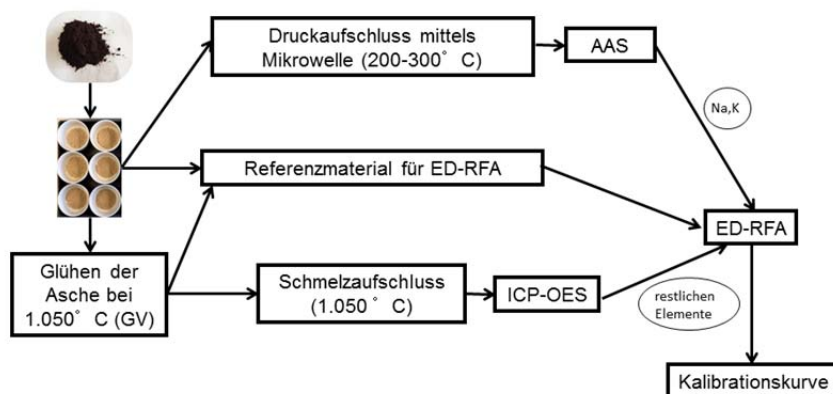 Druckaufschluss mittels
Mikrowelle (200-300° C)
AAS
Na,K
Referenzmaterial für ED-RFA
ED-RFA
Glühen der
Asche bei
1.050° C (GV)
Schmelzaufschluss
(1.050° C)
ICP-OES
restlichen
Elemente
Kalibrationskurve